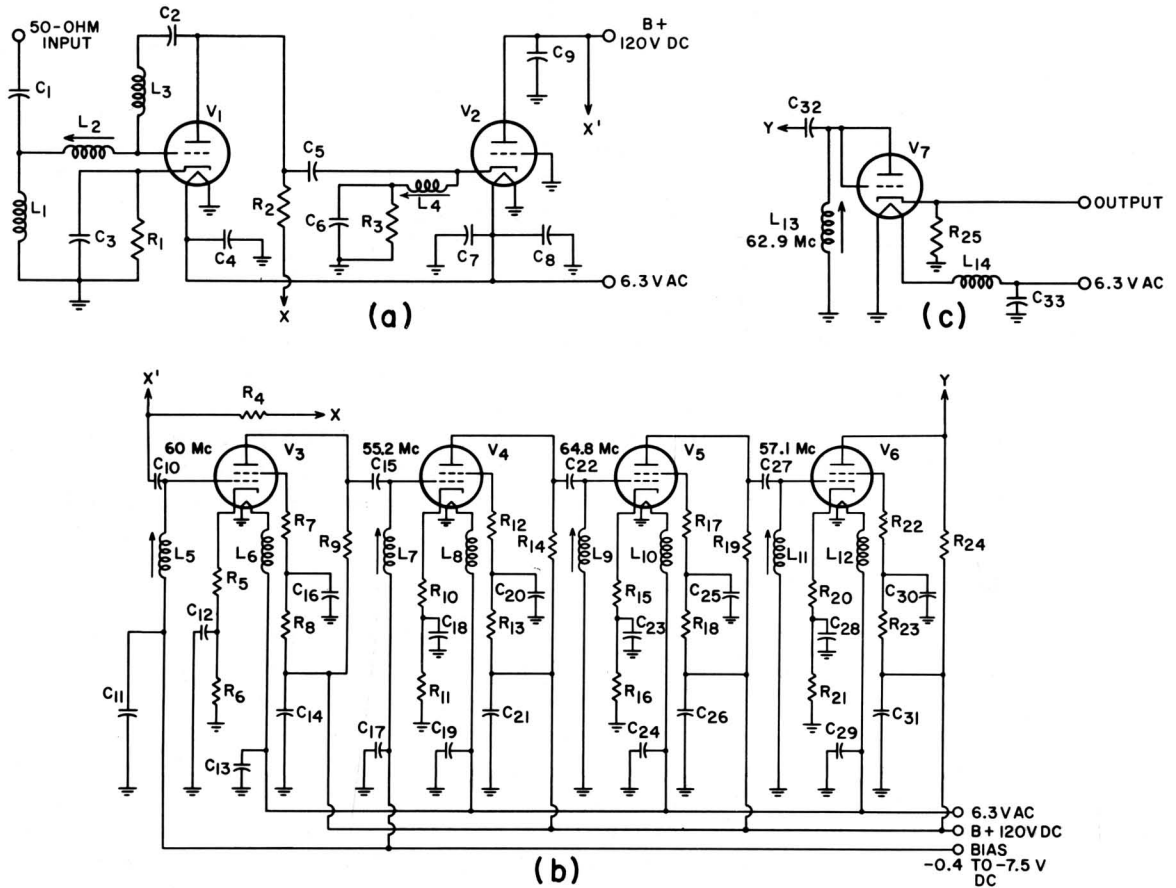 50-OHM
INPUT
C1
L2
L1
C2
L3
V1
C3
R1
C4
R2
X
C5
C6
R3
L4
V2
C7
C8
C9
B+
120V DC
X'
6.3 V AC
(a)
Y
C32
V7
L13
62.9 Mc
R25
OUTPUT
L14
C33
6.3V AC
(c)
X'
R4
X
Y
60 Mc
C10
V3
L5
L6
R7
R9
R5
C16
C12
R8
R6
C11
C14
C13
55.2 Mc
C15
V4
L7
L8
R12
R14
R10
C20
C18
R13
R11
C21
C17
C19
64.8 Mc
C22
V5
L9
L10
R17
R19
R15
C25
C23
R18
R16
C26
C24
57.1 Mc
C27
V6
L11
L12
R22
R24
R20
C30
C28
R23
R21
C31
C29
6.3V AC
B+ 120V DC
BIAS
-0.4 TO -7.5 V
DC
(b)